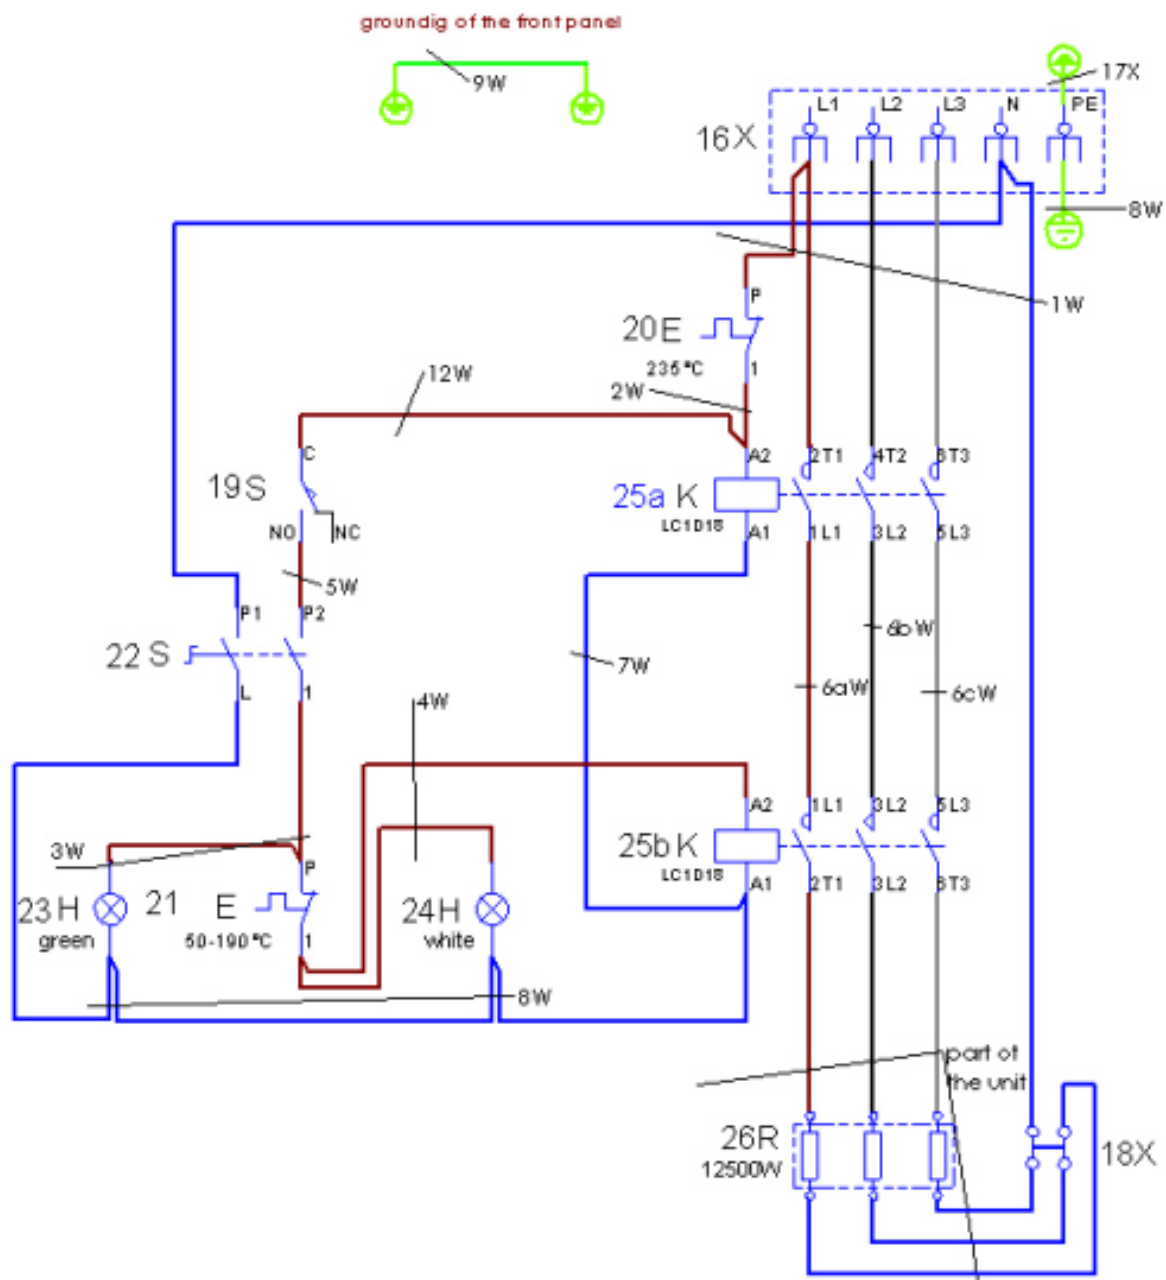 groundig of the front panel
9W
17X
L1 L2 L3 N PE
16X
8W
1W
P
20E
235°C
1
12W
2W
C
A2 2T1 4T2 6T3
19S
25a K
LC1D18
NO NC
A1 1L1 3L2 5L3
5W
P1 P2
6bW
22S
7W
L 1
6aW 6cW
4W
A2 1L1 3L2 5L3
3W
25b K
P
LC1D18
A1 2T1 3L2 6T3
23H 21 E 24H
green 50-190°C 1 white
8W
part of
the unit
26R
12500W
18X